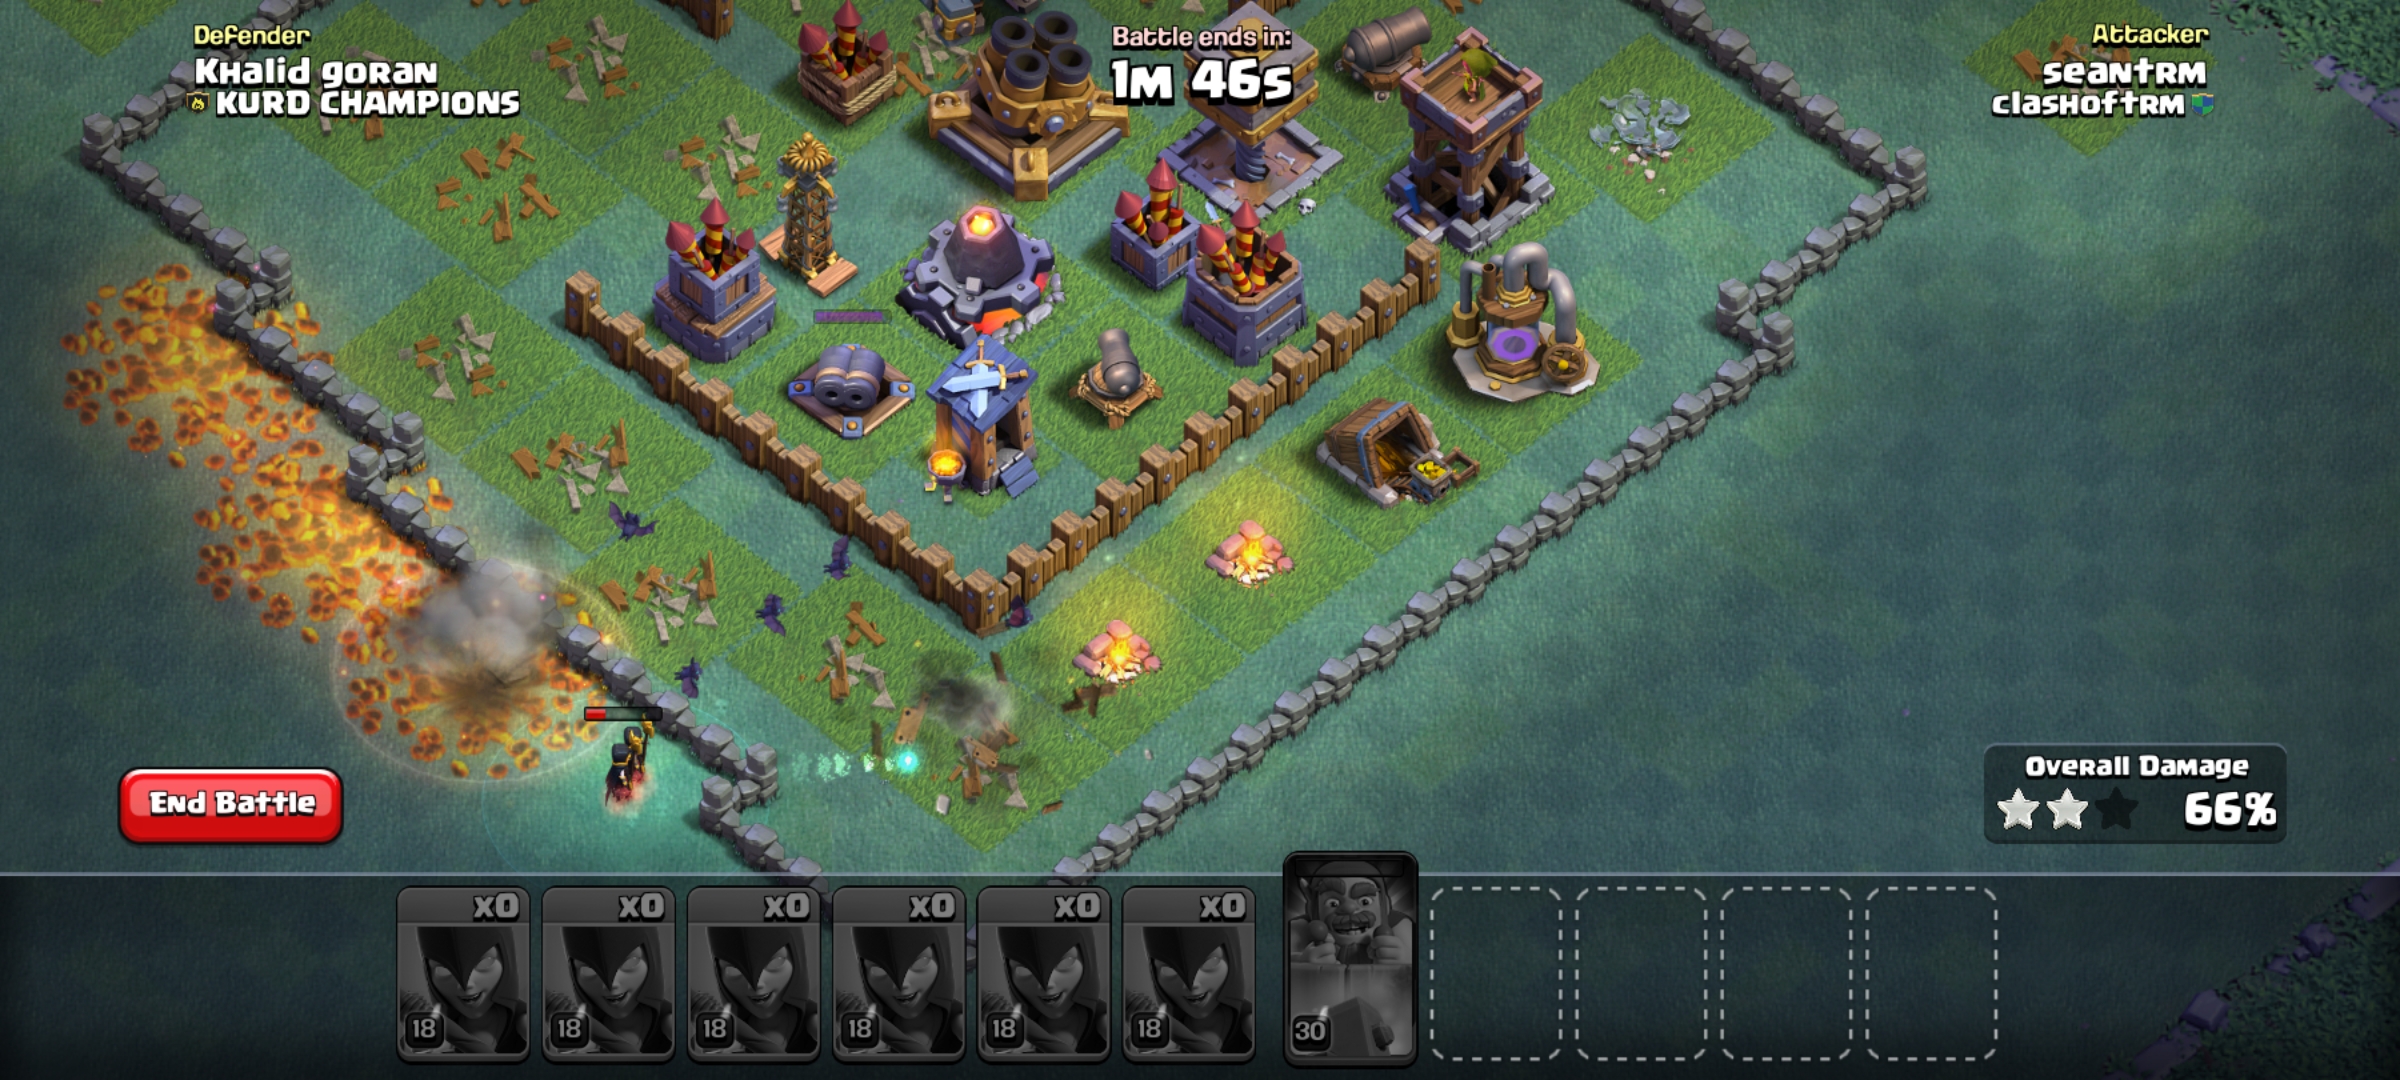 Defender
Khalid goran
KURD CHAMPIONS
Battle ends in:
1M 46s
Attacker
seantrm
clashoftrm
End Battle
Overall Damage
66%
x0
x0
x0
x0
x0
x0
18
18
18
18
18
18
30